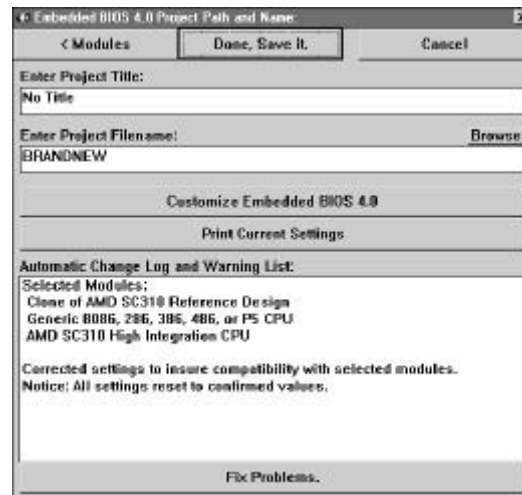 Embedded BIOS 4.0 Project Path and Name:
< Modules
Done, Save It.
Cancel
Enter Project Title:
No Title
Enter Project Filename:
Browse
BRANDNEW
Customize Embedded BIOS 4.0
Print Current Settings
Automatic Change Log and Warning List:
Selected Modules:
Clone of AMD SC310 Reference Design
Generic 8086, 286, 386, 486, or P5 CPU
AMD SC310 High Integration CPU
Corrected settings to insure compatibility with selected modules.
Notice: All settings reset to confirmed values.
Fix Problems.